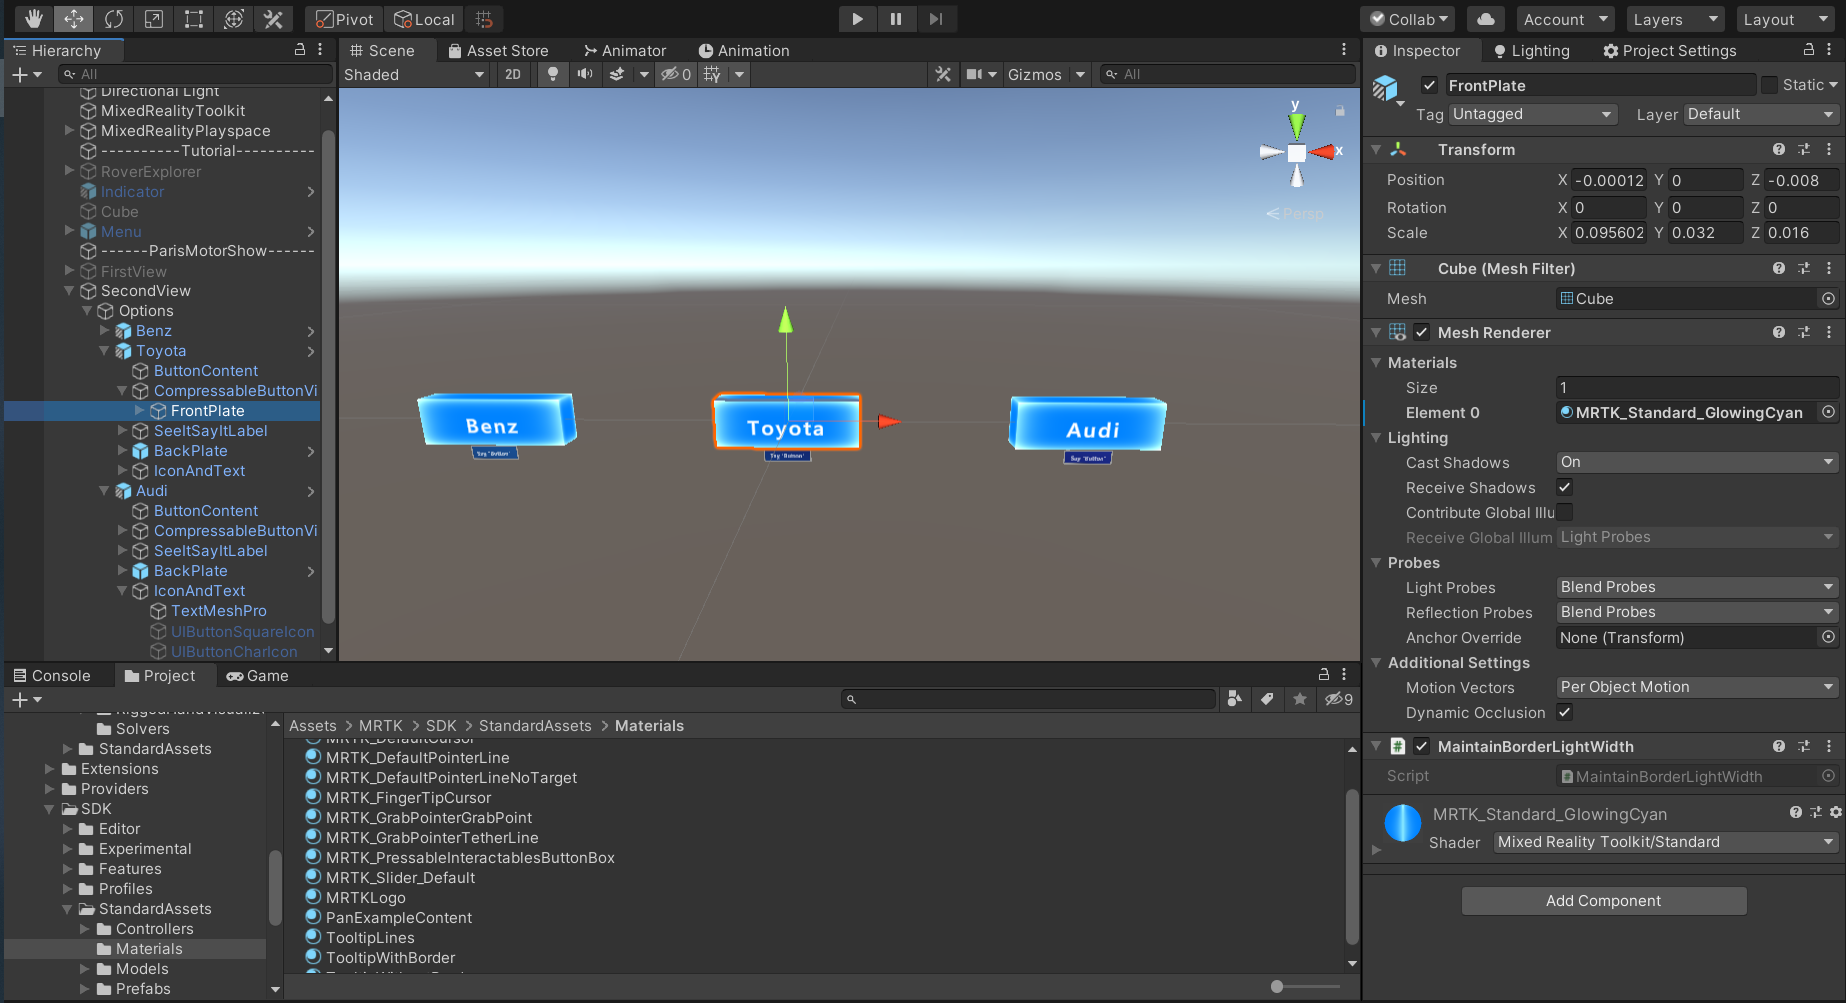 Pivot Local Collab Account Layers Layout
Hierarchy
All
Directional Light
MixedRealityToolkit
MixedRealityPlayspace
----------Tutorial----------
RoverExplorer
Indicator
Cube
Menu
------ParisMotorShow------
FirstView
SecondView
Options
Benz
Toyota
ButtonContent
CompressableButtonVi
FrontPlate
SeeItSayItLabel
BackPlate
IconAndText
Audi
ButtonContent
CompressableButtonVi
SeeItSayItLabel
BackPlate
IconAndText
TextMeshPro
UIButtonSquareIcon
UIButtonCharIcon
Scene Asset Store Animator Animation
Shaded 2D 0 Gizmos All
y
x
Persp
Benz
Toyota
Audi
Say "Button"
Say "Button"
Say "Button"
Console Project Game
9
Solvers
StandardAssets
Extensions
Providers
SDK
Editor
Experimental
Features
Profiles
StandardAssets
Controllers
Materials
Models
Prefabs
Assets > MRTK > SDK > StandardAssets > Materials
MRTK_DefaultCursor
MRTK_DefaultPointerLine
MRTK_DefaultPointerLineNoTarget
MRTK_FingerTipCursor
MRTK_GrabPointerGrabPoint
MRTK_GrabPointerTetherLine
MRTK_PressableInteractablesButtonBox
MRTK_Slider_Default
MRTKLogo
PanExampleContent
TooltipLines
TooltipWithBorder
Inspector Lighting Project Settings
FrontPlate Static
Tag Untagged Layer Default
Transform
Position X -0.00012 Y 0 Z -0.008
Rotation X 0 Y 0 Z 0
Scale X 0.095602 Y 0.032 Z 0.016
Cube (Mesh Filter)
Mesh Cube
Mesh Renderer
Materials
Size 1
Element 0 MRTK_Standard_GlowingCyan
Lighting
Cast Shadows On
Receive Shadows
Contribute Global Illu
Receive Global Illum Light Probes
Probes
Light Probes Blend Probes
Reflection Probes Blend Probes
Anchor Override None (Transform)
Additional Settings
Motion Vectors Per Object Motion
Dynamic Occlusion
# MaintainBorderLightWidth
Script # MaintainBorderLightWidth
MRTK_Standard_GlowingCyan
Shader Mixed Reality Toolkit/Standard
Add Component